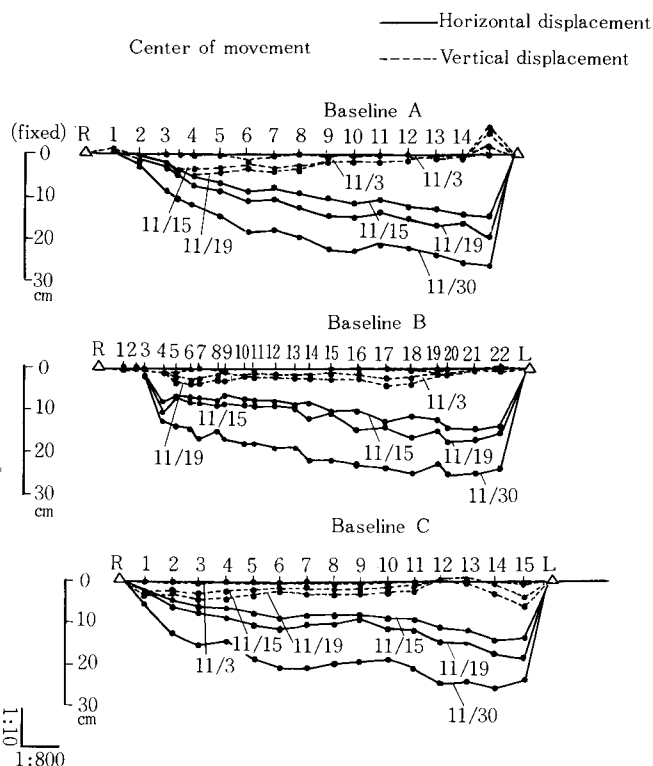 Horizontal displacement
Center of movement
Vertical displacement
Baseline A
(fixed) R 1 2 3 4 5 6 7 8 9 10 11 12 13 14
0
10
20
30
cm
11/3 11/3
11/15 11/19 11/15 11/19
11/30
Baseline B
R 1 2 3 4 5 6 7 8 9 10 11 12 13 14 15 16 17 18 19 20 21 22 L
0
10
20
30
cm
11/3
11/15 11/15
11/19 11/19
11/30
Baseline C
R 1 2 3 4 5 6 7 8 9 10 11 12 13 14 15 L
0
10
20
30
cm
11/15 11/19 11/15
11/3 11/19
11/30
1:10
1:800